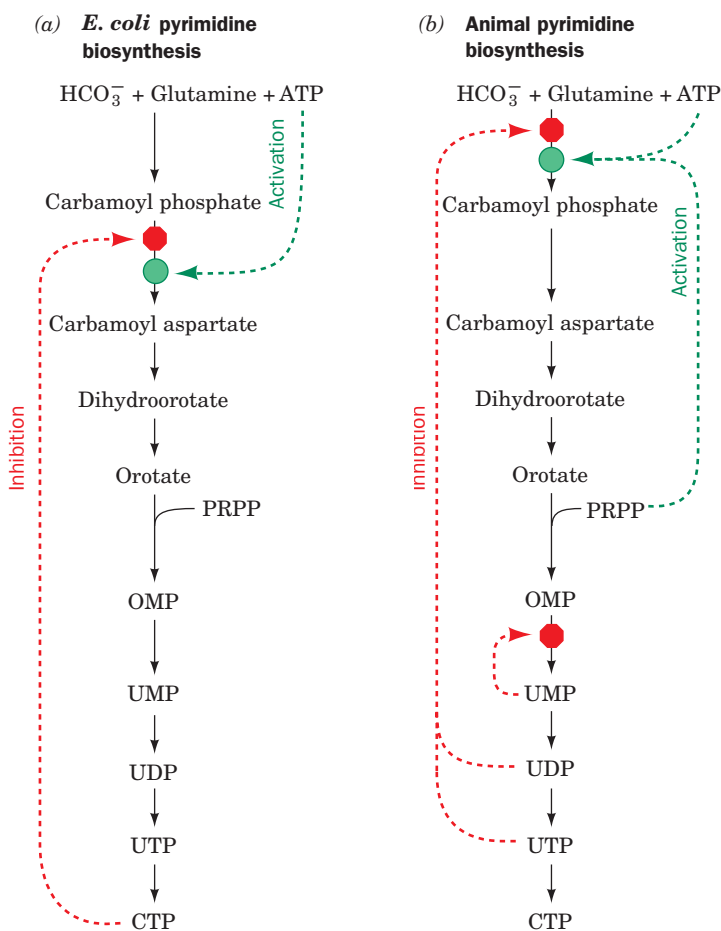 (a) E. coli pyrimidine
biosynthesis
HCO₃⁻ + Glutamine + ATP
Activation
Carbamoyl phosphate
Carbamoyl aspartate
Dihydroorotate
Inhibition
Orotate
PRPP
OMP
UMP
UDP
UTP
CTP
(b) Animal pyrimidine
biosynthesis
HCO₃⁻ + Glutamine + ATP
Carbamoyl phosphate
Activation
Carbamoyl aspartate
Dihydroorotate
Inhibition
Orotate
PRPP
OMP
UMP
UDP
UTP
CTP